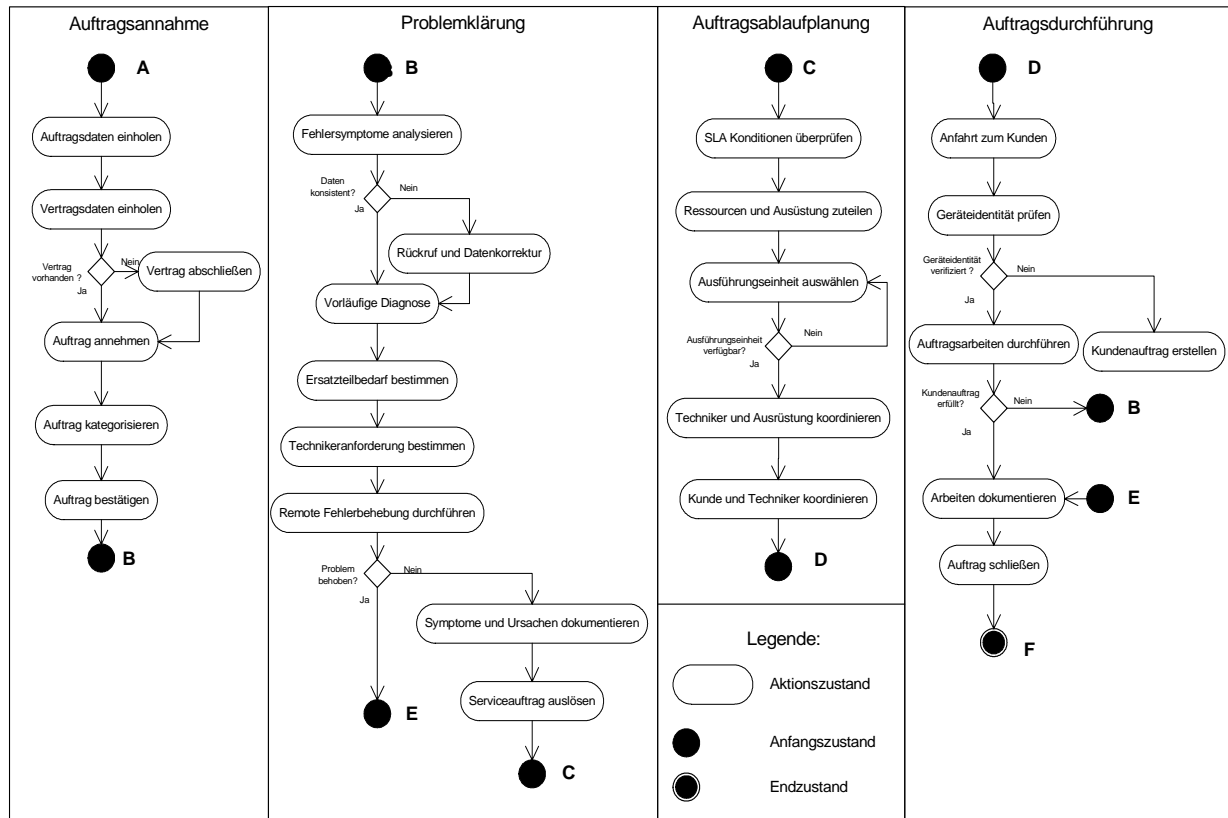 Auftragsannahme
A
Auftragsdaten einholen
Vertragsdaten einholen
Vertrag
vorhanden ?
Nein
Ja
Vertrag abschließen
Auftrag annehmen
Auftrag kategorisieren
Auftrag bestätigen
B
Problemklärung
B
Fehlersymptome analysieren
Daten
konsistent?
Nein
Ja
Rückruf und Datenkorrektur
Vorläufige Diagnose
Ersatzteilbedarf bestimmen
Technikeranforderung bestimmen
Remote Fehlerbehebung durchführen
Problem
behoben?
Nein
Ja
Symptome und Ursachen dokumentieren
Serviceauftrag auslösen
E
C
Auftragsablaufplanung
C
SLA Konditionen überprüfen
Ressourcen und Ausüstung zuteilen
Ausführungseinheit auswählen
Ausführungseinheit
verfügbar?
Nein
Ja
Techniker und Ausrüstung koordinieren
Kunde und Techniker koordinieren
D
Legende:
Aktionszustand
Anfangszustand
Endzustand
Auftragsdurchführung
D
Anfahrt zum Kunden
Geräteidentität prüfen
Geräteidentität
verifiziert ?
Nein
Ja
Auftragsarbeiten durchführen
Kundenauftrag erstellen
Kundenauftrag
erfüllt?
Nein
B
Ja
Arbeiten dokumentieren
E
Auftrag schließen
F